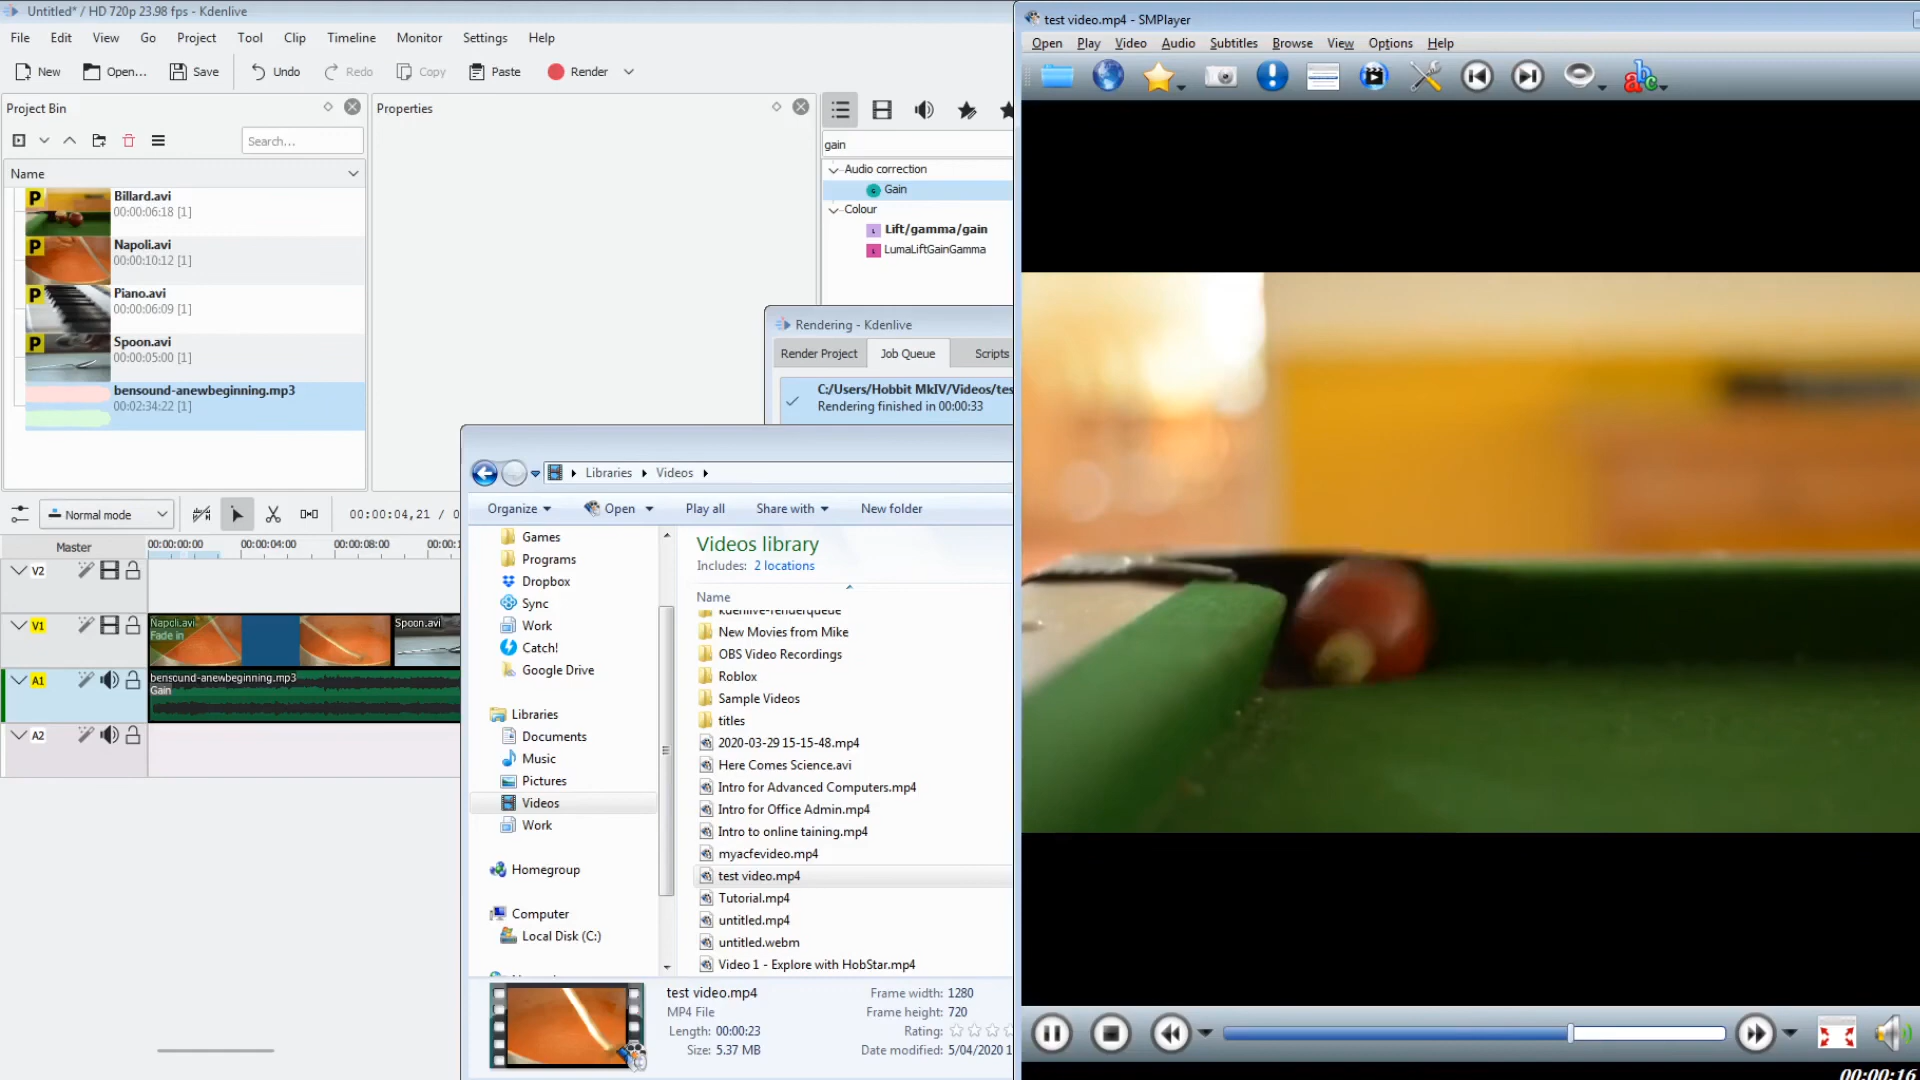 Untitled* / HD 720p 23.98 fps - Kdenlive
File Edit View Go Project Tool Clip Timeline Monitor Settings Help
New Open... Save Undo Redo Copy Paste Render
Project Bin
Search...
Name
P Billard.avi
00:00:06:18 [1]
P Napoli.avi
00:00:10:12 [1]
P Piano.avi
00:00:06:09 [1]
P Spoon.avi
00:00:05:00 [1]
bensound-anewbeginning.mp3
00:02:34:22 [1]
Properties
gain
Audio correction
Gain
Colour
Lift/gamma/gain
LumaLiftGainGamma
Rendering - Kdenlive
Render Project Job Queue Scripts
C:/Users/Hobbit MkIV/Videos/tes
Rendering finished in 00:00:33
Normal mode
00:00:04,21 / 0
Master
00:00:00:00 00:00:04:00 00:00:08:00 00:00:1
V2
V1
Napoli.avi
Fade in
Spoon.avi
A1
bensound-anewbeginning.mp3
Gain
A2
Libraries Videos
Organize Open Play all Share with New folder
Games
Programs
Dropbox
Sync
Work
Catch!
Google Drive
Libraries
Documents
Music
Pictures
Videos
Work
Homegroup
Computer
Local Disk (C:)
Videos library
Includes: 2 locations
Name
kdenlive-renderqueue
New Movies from Mike
OBS Video Recordings
Roblox
Sample Videos
titles
2020-03-29 15-15-48.mp4
Here Comes Science.avi
Intro for Advanced Computers.mp4
Intro for Office Admin.mp4
Intro to online taining.mp4
myacfevideo.mp4
test video.mp4
Tutorial.mp4
untitled.mp4
untitled.webm
Video 1 - Explore with HobStar.mp4
test video.mp4
MP4 File
Length: 00:00:23
Size: 5.37 MB
Frame width: 1280
Frame height: 720
Rating:
Date modified: 5/04/2020 1
test video.mp4 - SMPlayer
Open Play Video Audio Subtitles Browse View Options Help
abc
00:00:16